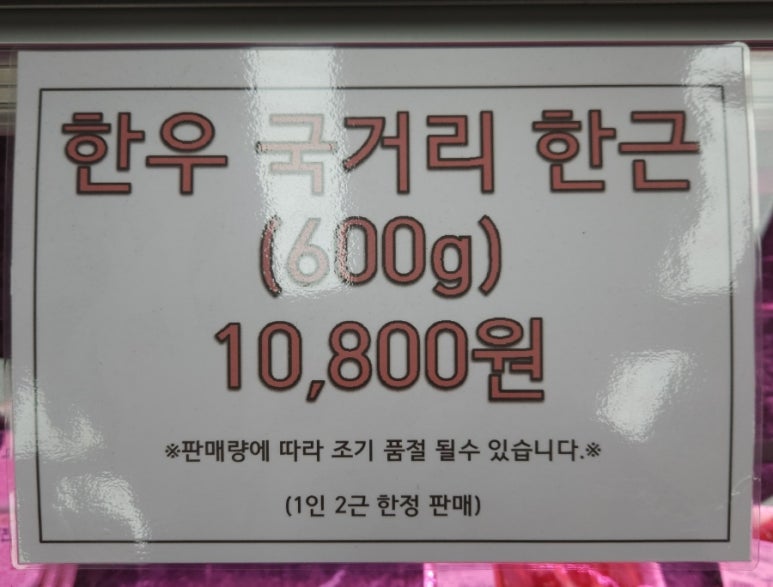 한우 국거리 한근
(600g)
10,800원
※판매량에 따라 조기 품절 될수 있습니다.※
(1인 2근 한정 판매)